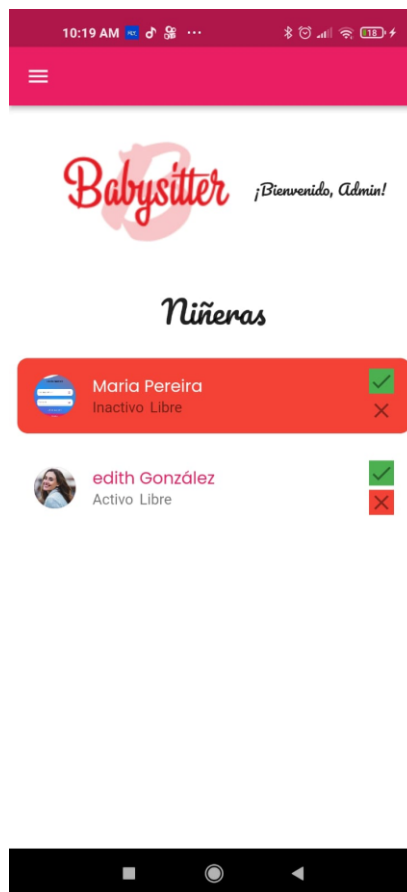 10:19 AM
18
Babysitter
¡Bienvenido, Admin!
Niñeras
Maria Pereira
Inactivo Libre
edith González
Activo Libre